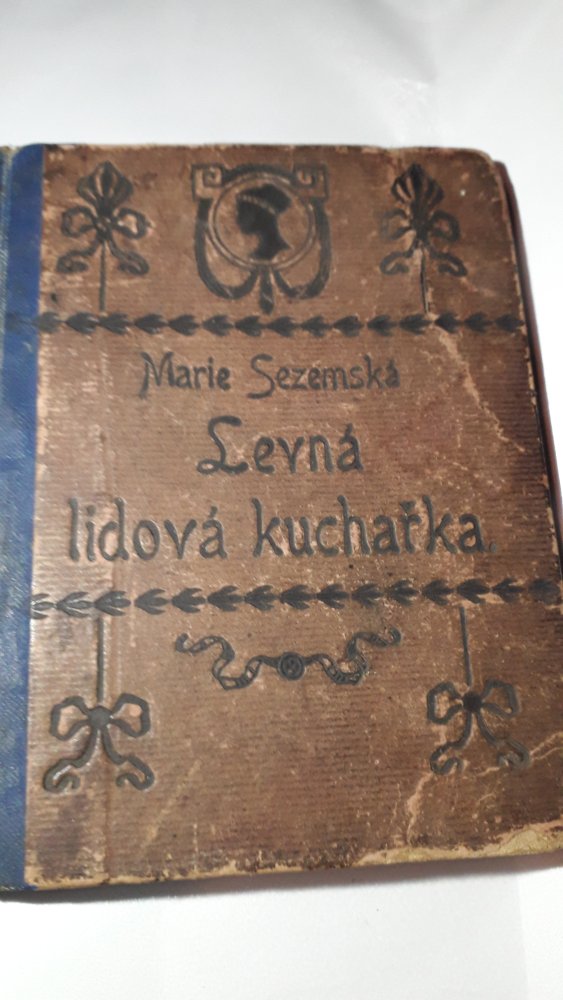 Marie Sezemská
Levná
lidová kuchařka.